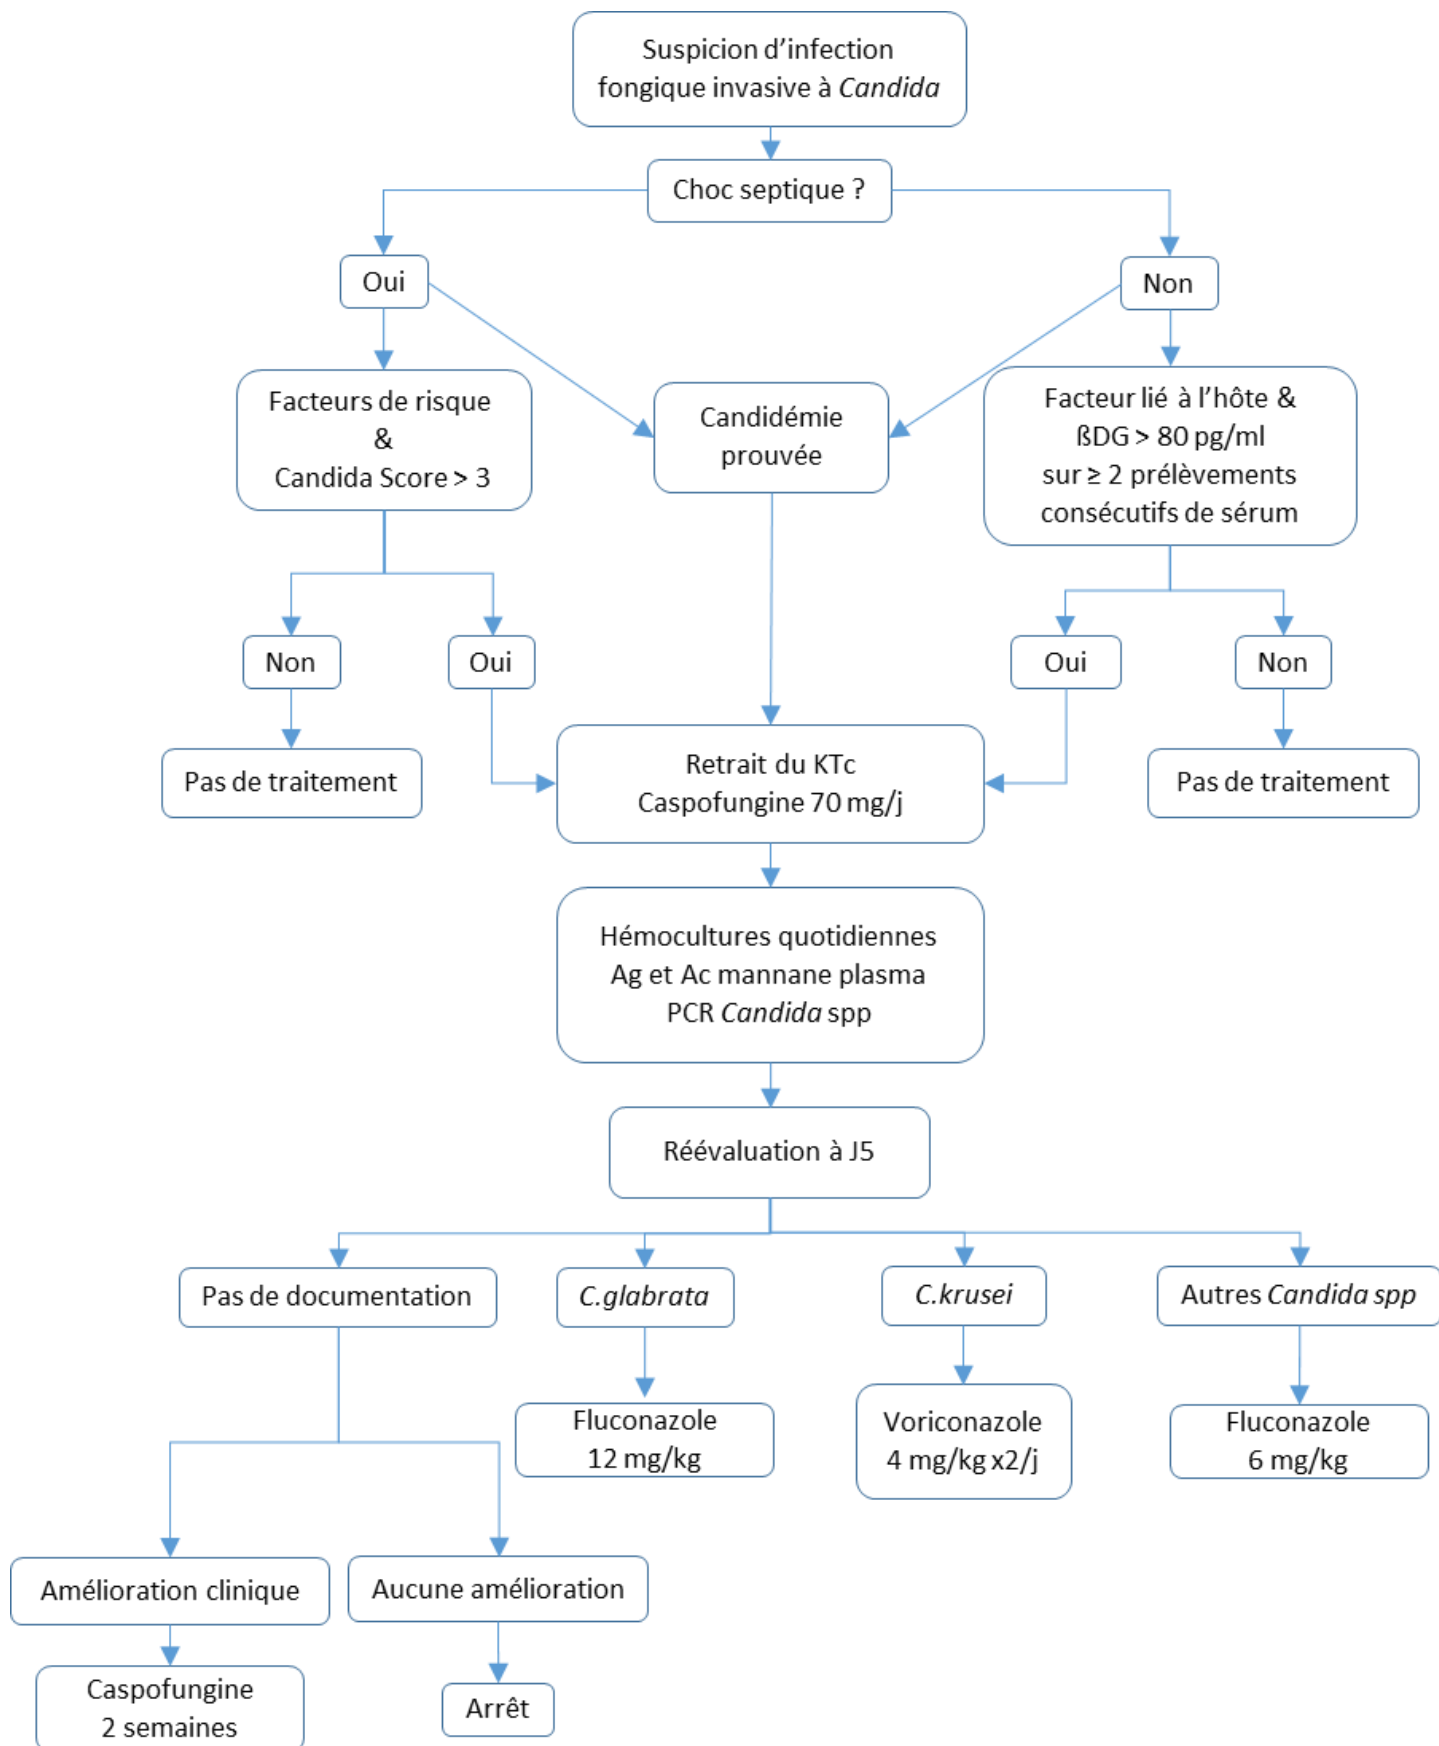 Suspicion d’infection
fongique invasive à Candida
Choc septique ?
Oui
Non
Facteurs de risque
&
Candida Score > 3
Candidémie
prouvée
Facteur lié à l’hôte &
ßDG > 80 pg/ml
sur ≥ 2 prélèvements
consécutifs de sérum
Non
Oui
Oui
Non
Pas de traitement
Retrait du KTc
Caspofungine 70 mg/j
Pas de traitement
Hémocultures quotidiennes
Ag et Ac mannane plasma
PCR Candida spp
Réévaluation à J5
Pas de documentation
C.glabrata
C.krusei
Autres Candida spp
Fluconazole
12 mg/kg
Voriconazole
4 mg/kg x2/j
Fluconazole
6 mg/kg
Amélioration clinique
Aucune amélioration
Caspofungine
2 semaines
Arrêt